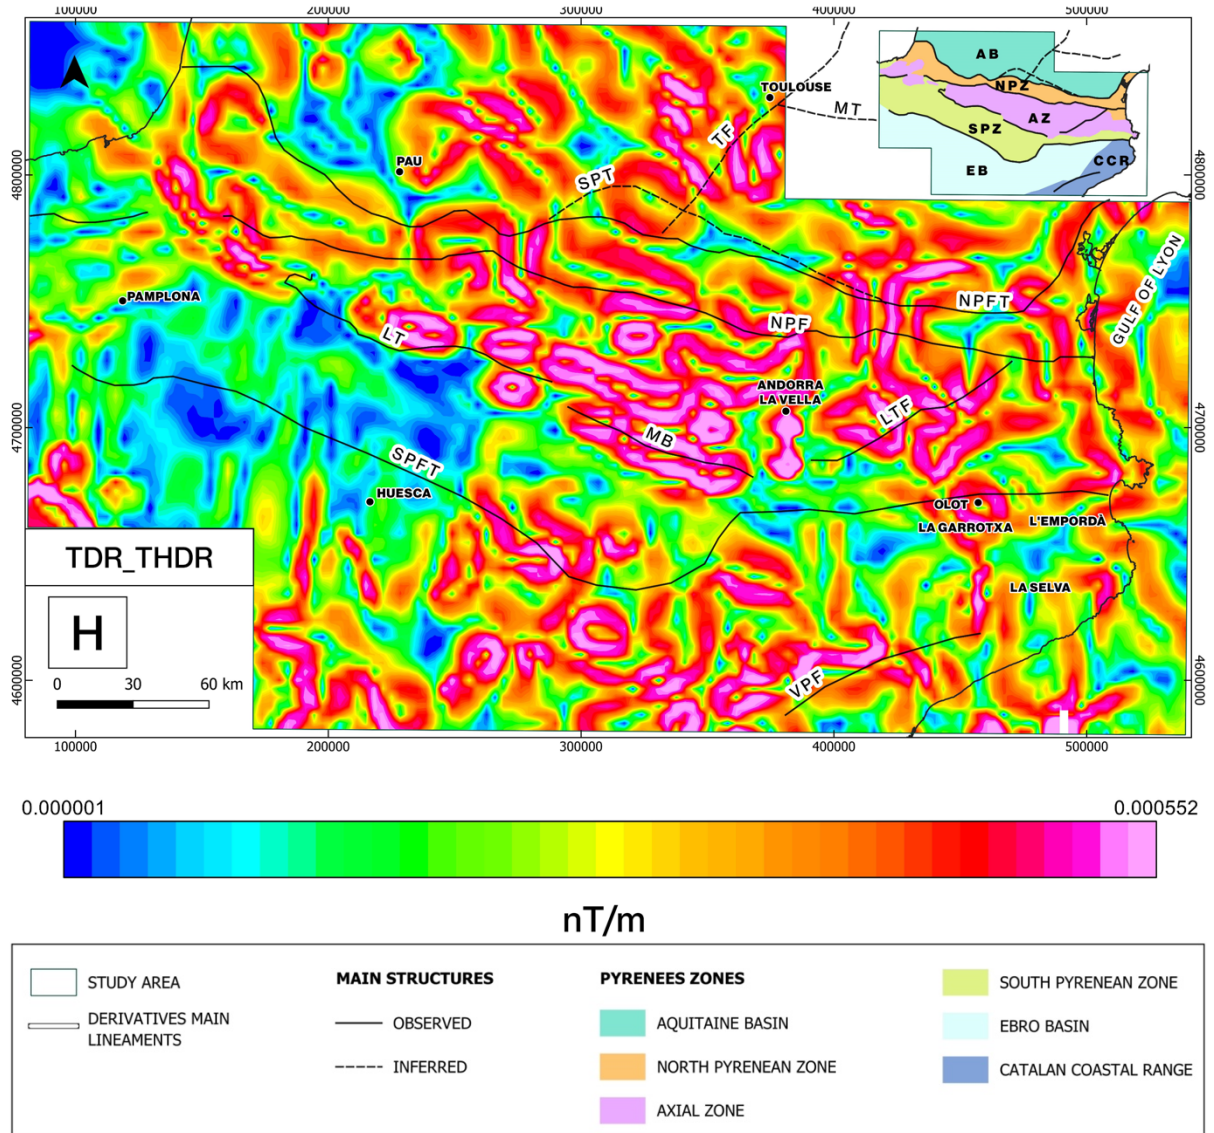 100000 200000 300000 400000 500000
4800000
4700000
4600000
4800000
4700000
4600000
TOULOUSE
MT
TF
PAU
SPT
AB
NPZ
AZ
SPZ
EB
CCR
GULF OF LYON
PAMPLONA
NPFT
NPF
LT
ANDORRA
LA VELLA
LTF
MB
SPFT
HUESCA
OLOT
LA GARROTXA
L'EMPORDÀ
LA SELVA
VPF
TDR_THDR
H
0 30 60 km
100000 200000 300000 400000 500000
0.000001 0.000552
nT/m
STUDY AREA
DERIVATIVES MAIN
LINEAMENTS
MAIN STRUCTURES
OBSERVED
INFERRED
PYRENEES ZONES
AQUITAINE BASIN
NORTH PYRENEAN ZONE
AXIAL ZONE
SOUTH PYRENEAN ZONE
EBRO BASIN
CATALAN COASTAL RANGE